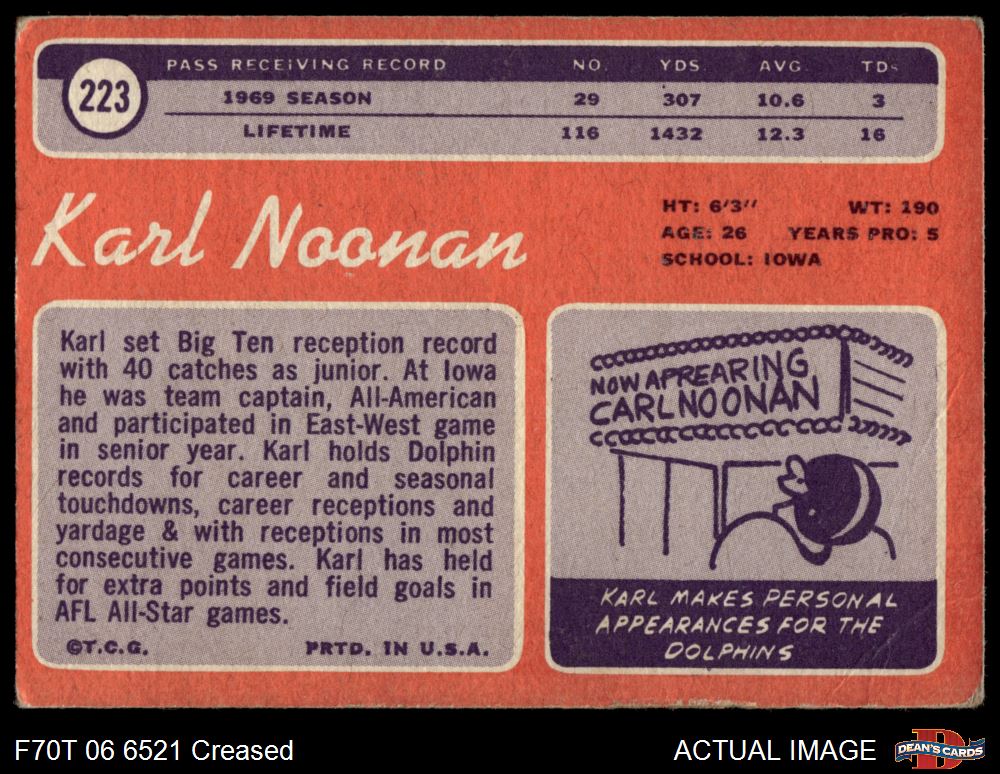 223
PASS RECEIVING RECORD NO. YDS AVG TDS
1969 SEASON 29 307 10.6 3
LIFETIME 116 1432 12.3 16
Karl Noonan
HT: 6'3" WT: 190
AGE: 26 YEARS PRO: 5
SCHOOL: IOWA
Karl set Big Ten reception record
with 40 catches as junior. At Iowa
he was team captain, All-American
and participated in East-West game
in senior year. Karl holds Dolphin
records for career and seasonal
touchdowns, career receptions and
yardage & with receptions in most
consecutive games. Karl has held
for extra points and field goals in
AFL All-Star games.
©T.C.G. PRTD. IN U.S.A.
NOW APREARING
CARL NOONAN
KARL MAKES PERSONAL
APPEARANCES FOR THE
DOLPHINS
F70T 06 6521 Creased
ACTUAL IMAGE
D
DEAN'S CARDS